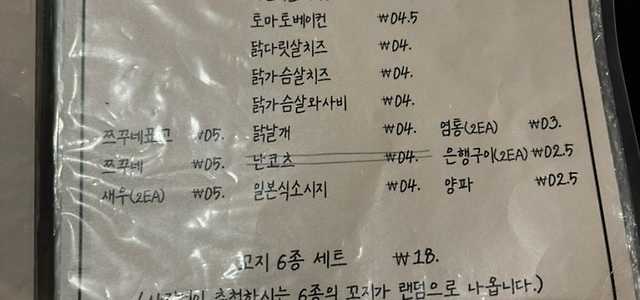 토마토베이컨 ₩04.5
닭다릿살치즈 ₩04.
닭가슴살치즈 ₩04.
닭가슴살와사비 ₩04.
쯔꾸네표고 ₩05. 닭날개 ₩04. 염통(2EA) ₩03.
쯔꾸네 ₩05. 난코츠 ₩04. 은행구이(2EA) ₩02.5
새우(2EA) ₩05. 일본식소시지 ₩04. 양파 ₩02.5
꼬지 6종 세트 ₩18.
추천하시는 6종의 꼬지가 랜덤으로 나옵니다.)